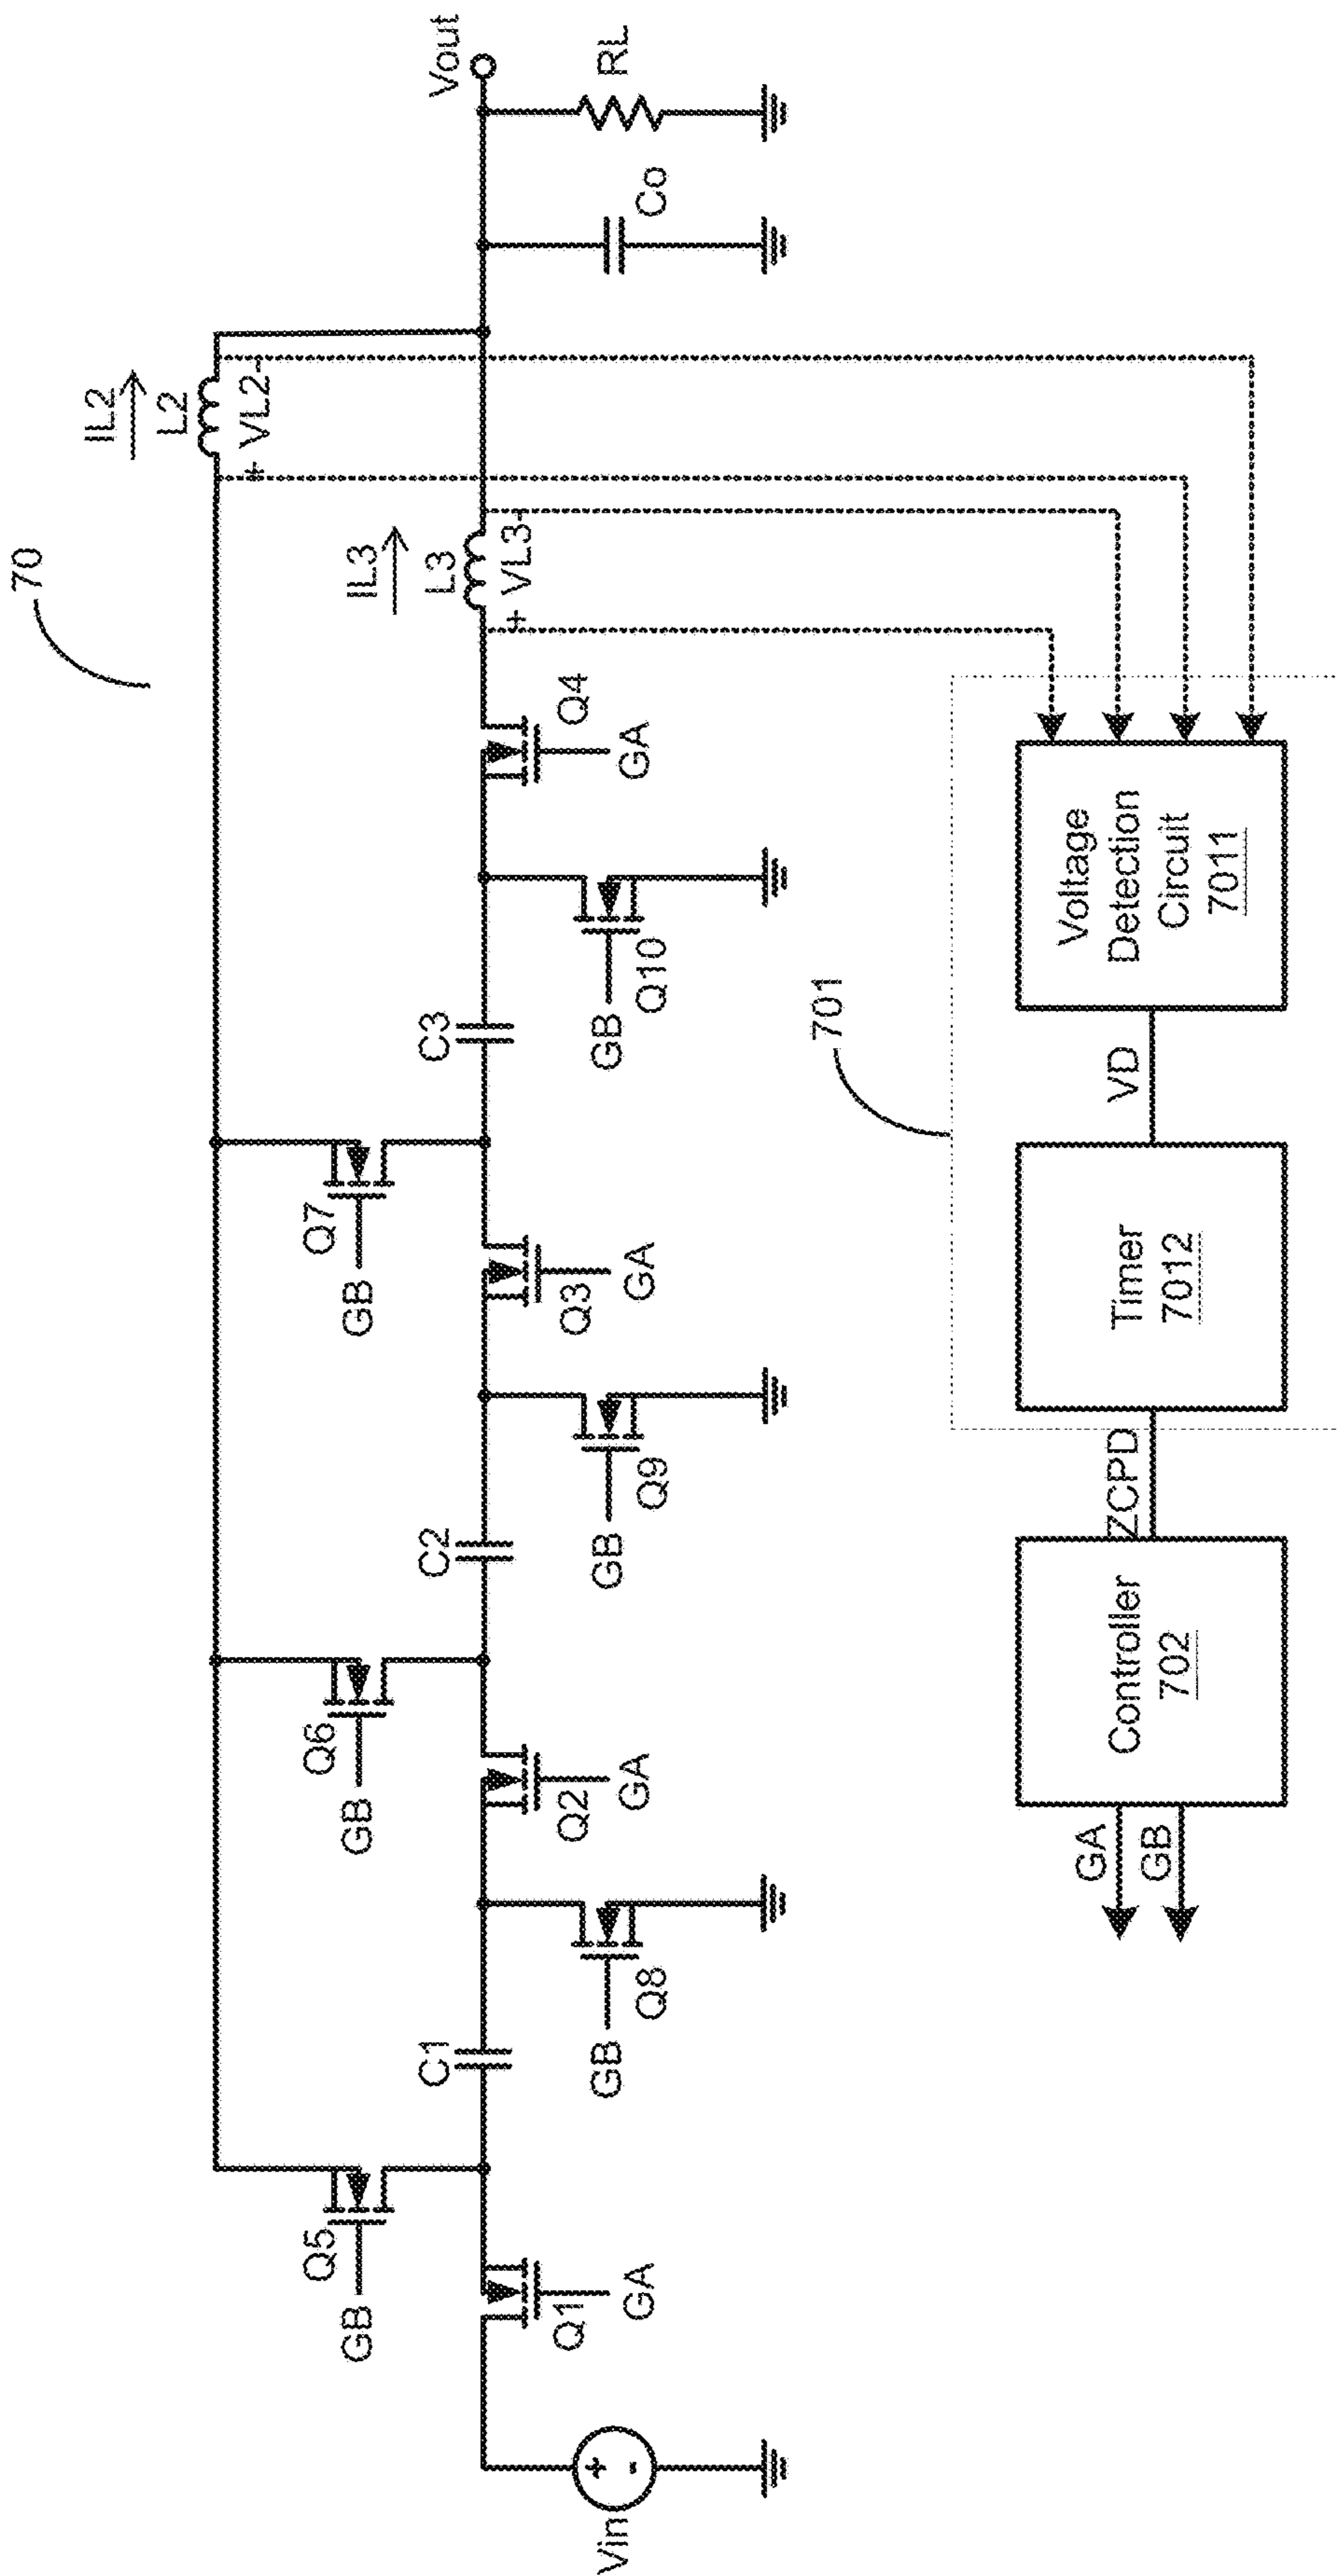 70
IL2
L2
+ VL2-
Vout
IL3
L3
+ VL3-
Co
RL
Q5
GB
Q6
GB
Q7
GB
Vin
+
-
Q1
GA
C1
GB
Q8
Q2
GA
C2
GB
Q9
Q3
GA
C3
GB
Q10
Q4
GA
701
GA
GB
Controller
702
ZCPD
Timer
7012
VD
Voltage
Detection
Circuit
7011